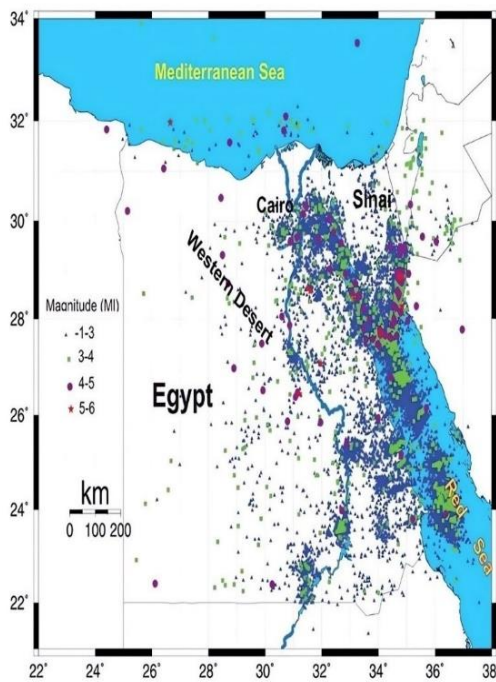 34°
32°
30°
28°
26°
24°
22°
Mediterranean Sea
Cairo
Sinai
Western Desert
Magnitude (Ml)
-1-3
3-4
4-5
5-6
Egypt
km
0 100 200
Red
Sea
22° 24° 26° 28° 30° 32° 34° 36° 38°